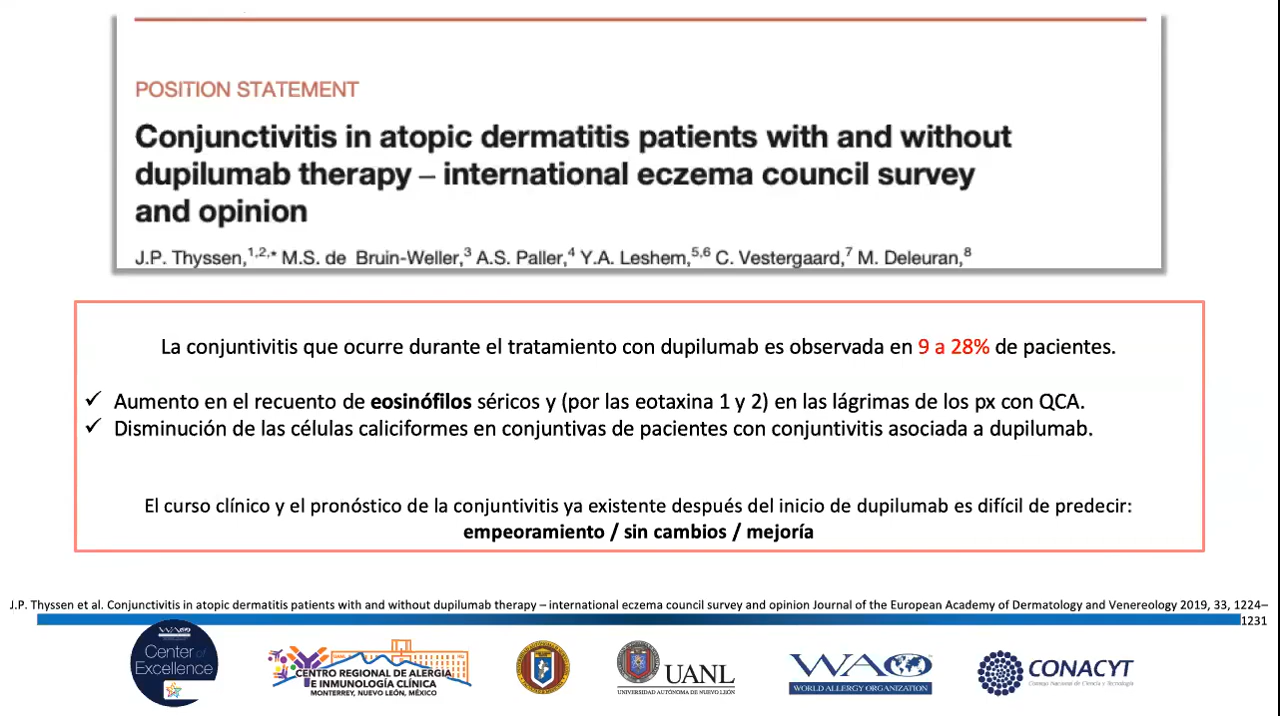 POSITION STATEMENT
Conjunctivitis in atopic dermatitis patients with and without
dupilumab therapy – international eczema council survey
and opinion
J.P. Thyssen,1,2,* M.S. de Bruin-Weller,3 A.S. Paller,4 Y.A. Leshem,5,6 C. Vestergaard,7 M. Deleuran,8
La conjuntivitis que ocurre durante el tratamiento con dupilumab es observada en 9 a 28% de pacientes.
✓ Aumento en el recuento de eosinófilos séricos y (por las eotaxina 1 y 2) en las lágrimas de los px con QCA.
✓ Disminución de las células caliciformes en conjuntivas de pacientes con conjuntivitis asociada a dupilumab.
El curso clínico y el pronóstico de la conjuntivitis ya existente después del inicio de dupilumab es difícil de predecir:
empeoramiento / sin cambios / mejoría
J.P. Thyssen et al. Conjunctivitis in atopic dermatitis patients with and without dupilumab therapy – international eczema council survey and opinion Journal of the European Academy of Dermatology and Venereology 2019, 33, 1224–
1231
WAO
Center of
Excellence
CENTRO REGIONAL DE ALERGIA
E INMUNOLOGÍA CLÍNICA
MONTERREY, NUEVO LEÓN, MÉXICO
UANL
UNIVERSIDAD AUTÓNOMA DE NUEVO LEÓN
WAO
WORLD ALLERGY ORGANIZATION
CONACYT
Consejo Nacional de Ciencia y Tecnología